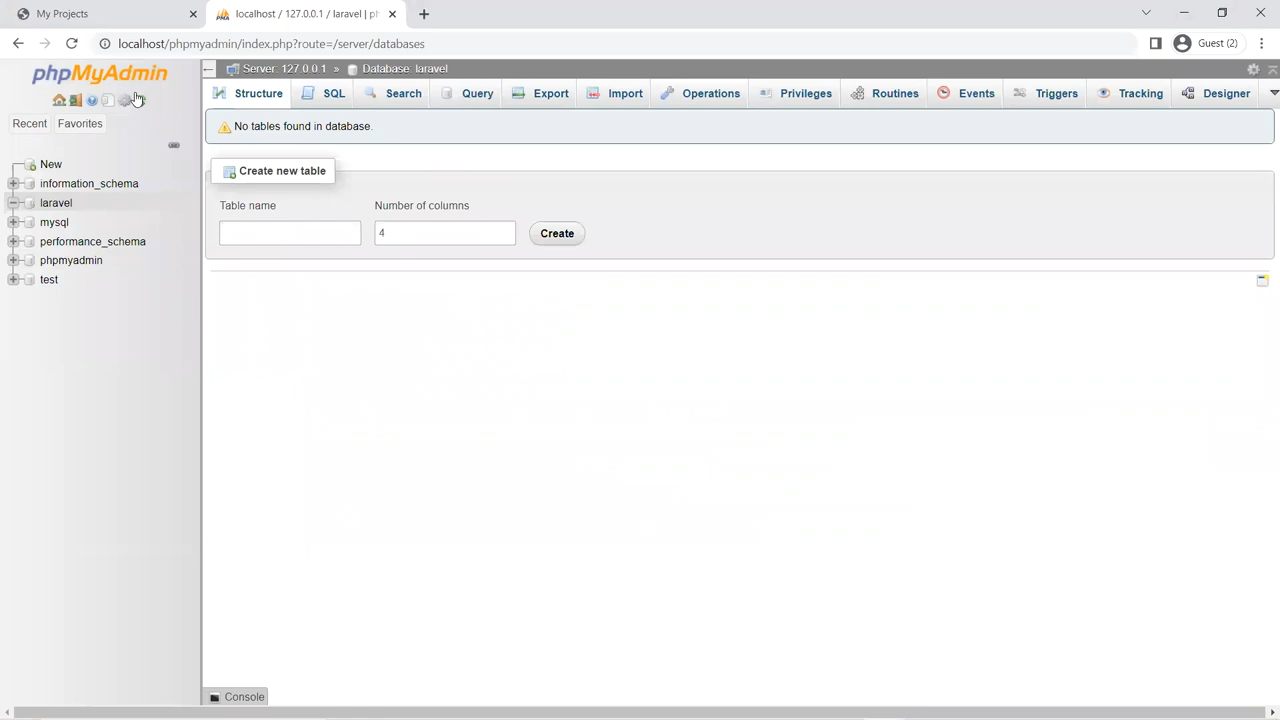 My Projects
localhost / 127.0.0.1 / laravel | ph
localhost/phpmyadmin/index.php?route=/server/databases
Guest (2)
phpMyAdmin
Server: 127.0.0.1 » Database: laravel
Structure SQL Search Query Export Import Operations Privileges Routines Events Triggers Tracking Designer
Recent Favorites
No tables found in database.
New
information_schema
laravel
mysql
performance_schema
phpmyadmin
test
Create new table
Table name Number of columns
4 Create
Console